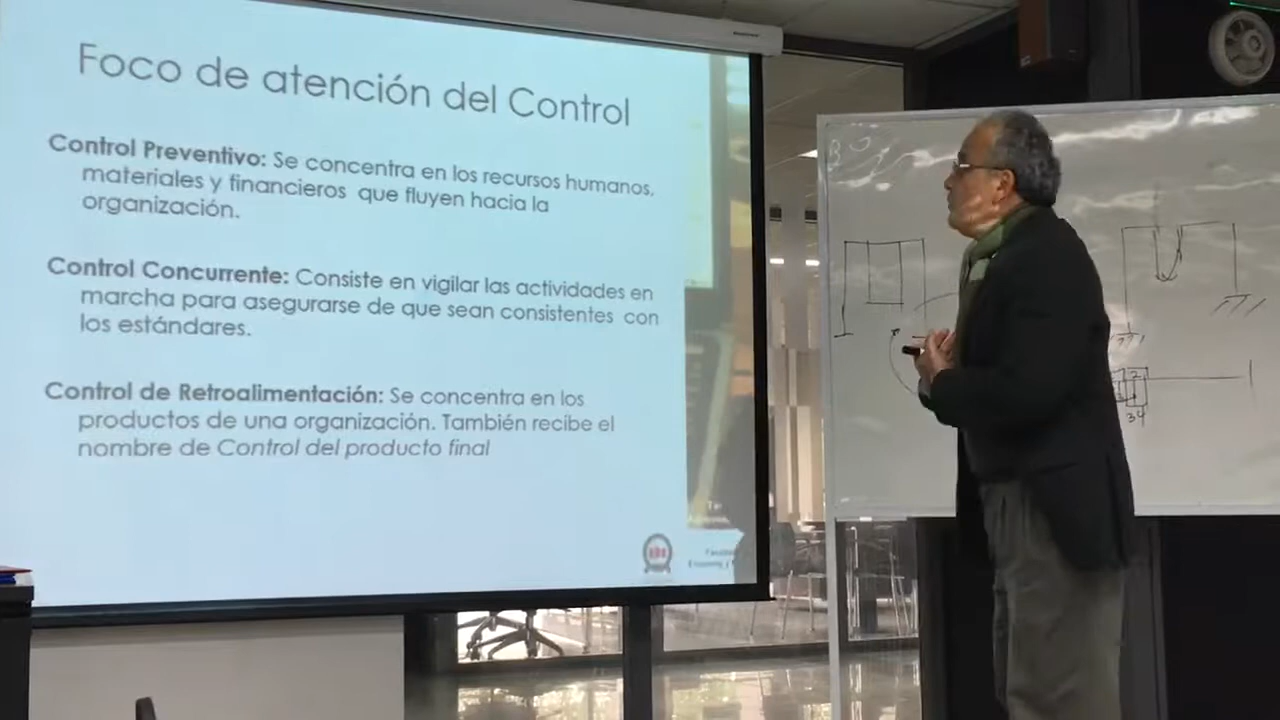 Foco de atención del Control
Control Preventivo: Se concentra en los recursos humanos,
materiales y financieros que fluyen hacia la
organización.
Control Concurrente: Consiste en vigilar las actividades en
marcha para asegurarse de que sean consistentes con
los estándares.
Control de Retroalimentación: Se concentra en los
productos de una organización. También recibe el
nombre de Control del producto final
34